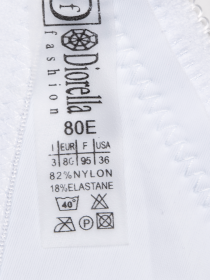 f
Diorella
fashion
80E
I EUR F USA
3 80 95 36
82%NYLON
18%ELASTANE
40°
P